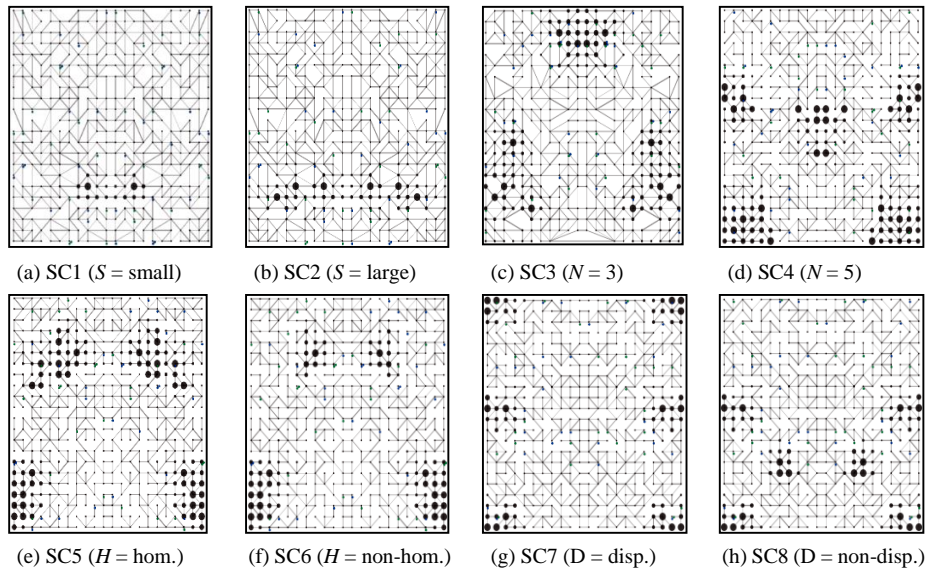 (a) SC1 (S = small)
(b) SC2 (S = large)
(c) SC3 (N = 3)
(d) SC4 (N = 5)
(e) SC5 (H = hom.)
(f) SC6 (H = non-hom.)
(g) SC7 (D = disp.)
(h) SC8 (D = non-disp.)